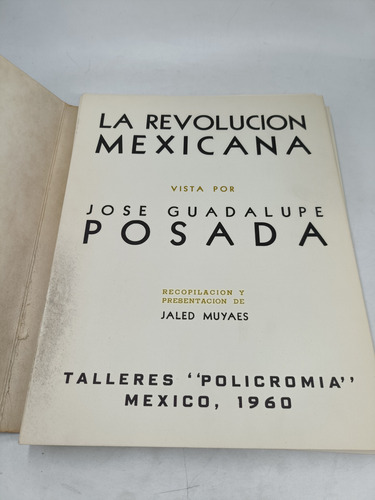 LA REVOLUCION
MEXICANA
VISTA POR
JOSE GUADALUPE
POSADA
RECOPILACION Y
PRESENTACION DE
JALED MUYAES
TALLERES "POLICROMIA"
MEXICO, 1960